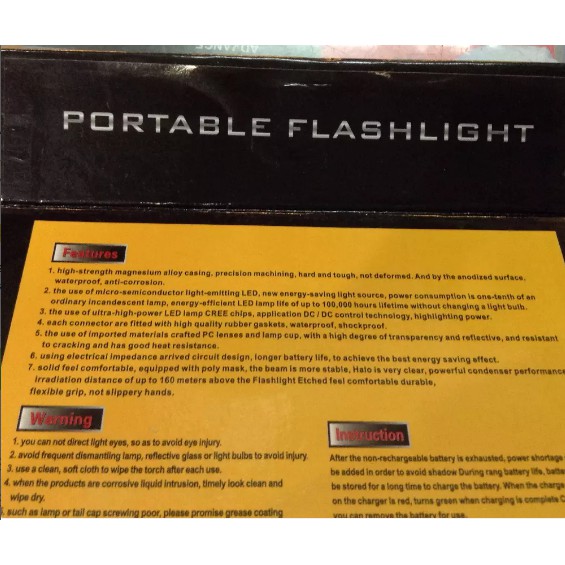 ADVANCE
PORTABLE FLASHLIGHT
Features
1. high-strength magnesium alloy casing, precision machining, hard and tough, not deformed. And by the enodized surface,
waterproof, anti-corrosion.
2. the use of micro-semiconductor light-emitting LED, new energy-saving light source, power consumption is one-tenth of an
ordinary incandescent lamp, energy-efficient LED lamp life of up to 100,000 hours lifetime without changing a light bulb.
3. the use of ultra-high-power LED lamp CREE chips, application DC / DC control technology, highlighting power.
4. each connector are fitted with high quality rubber gaskets, waterproof, shockproof.
5. the use of imported materials crafted PC lenses and lamp cup, with a high degree of transparency and reflective, and resistant
to cracking and has good heat resistance.
6. using electrical impedance arrived circuit design, longer battery life, to achieve the best energy saving effect.
7. solid feel comfortable, equipped with poly mask, the beam is more stable, Halo is very clear, powerful condenser performance
irradiation distance of up to 160 meters above the Flashlight Etched feel comfortable durable,
flexible grip, not slippery hands.
Werning
1. you can not direct light eyes, so as to avoid eye injury.
2. avoid frequent dismantling lamp, reflective glass or light bulbs to avoid injury.
3. use a clean, soft cloth to wipe the torch after each use.
4. when the products are corrosive liquid intrusion, timely look clean and
wipe dry.
5. such as lamp or tail cap screwing poor, please promise grease coating
Instruction
After the non-rechargeable battery is exhausted, power shortage
be added in order to avoid shadow During rang battery life, batte
be stored for a long time to charge the battery. When the charge
on the charger is red, turns green when charging is complete C
you can remove the battery for use.